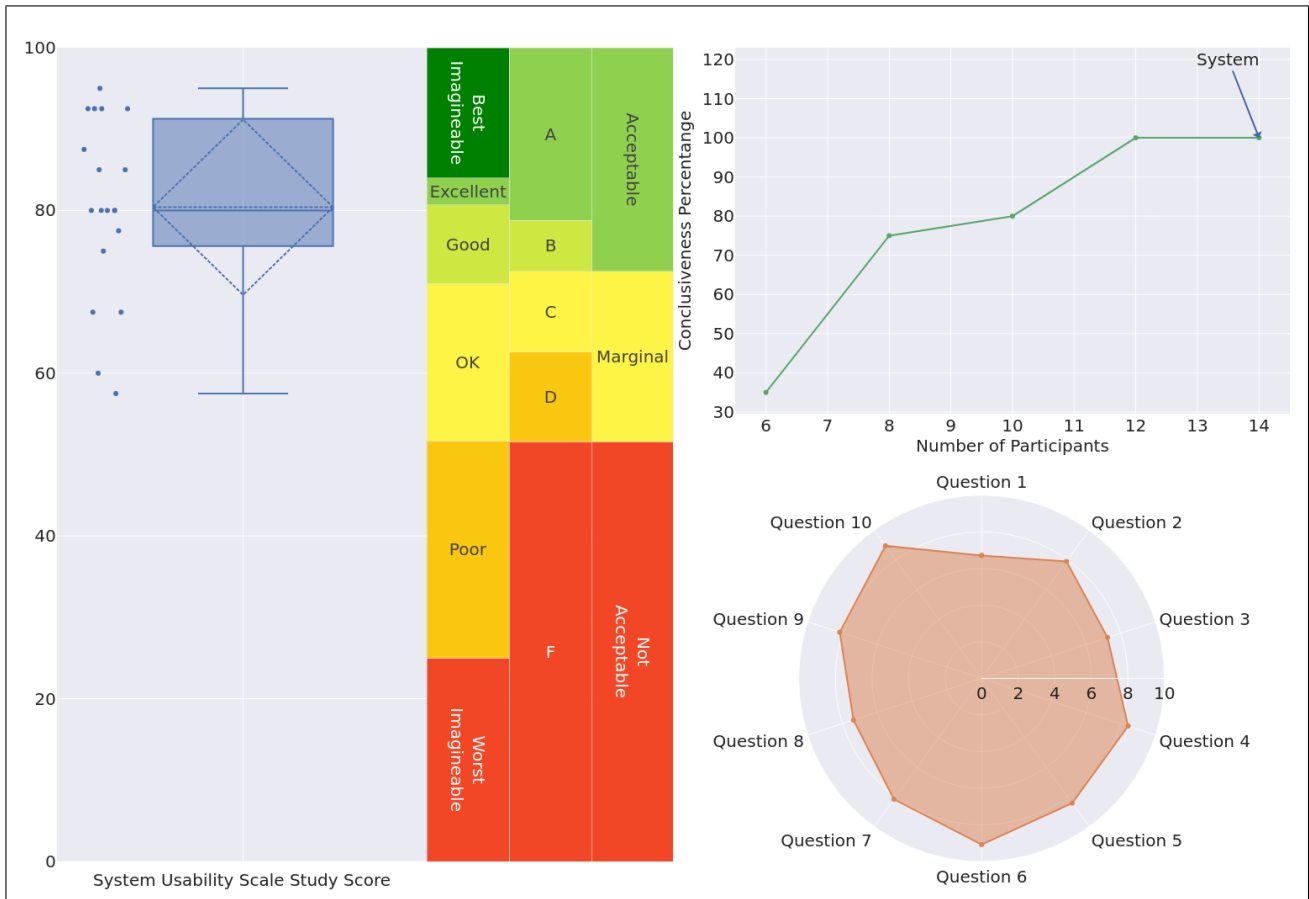 100
80
60
40
20
0
System Usability Scale Study Score
Best
Imagineable
Excellent
Good
OK
Poor
Worst
Imagineable
A
B
C
D
F
Acceptable
Marginal
Not
Acceptable
Conclusiveness Percentange
120
110
100
90
80
70
60
50
40
30
System
6 7 8 9 10 11 12 13 14
Number of Participants
Question 1
Question 2
Question 3
Question 4
Question 5
Question 6
Question 7
Question 8
Question 9
Question 10
0 2 4 6 8 10